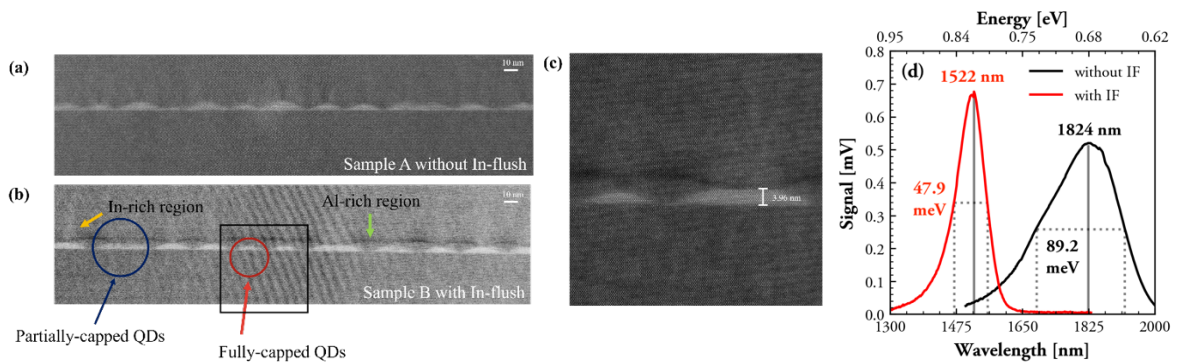 (a)
10 nm
Sample A without In-flush
(b)
In-rich region
Al-rich region
10 nm
Sample B with In-flush
Partially-capped QDs
Fully-capped QDs
(c)
3.96 nm
Energy [eV]
0.95 0.84 0.75 0.68 0.62
(d)
1522 nm
without IF
with IF
1824 nm
47.9
meV
89.2
meV
Signal [mV]
0.8
0.7
0.6
0.5
0.4
0.3
0.2
0.1
0.0
1300 1475 1650 1825 2000
Wavelength [nm]